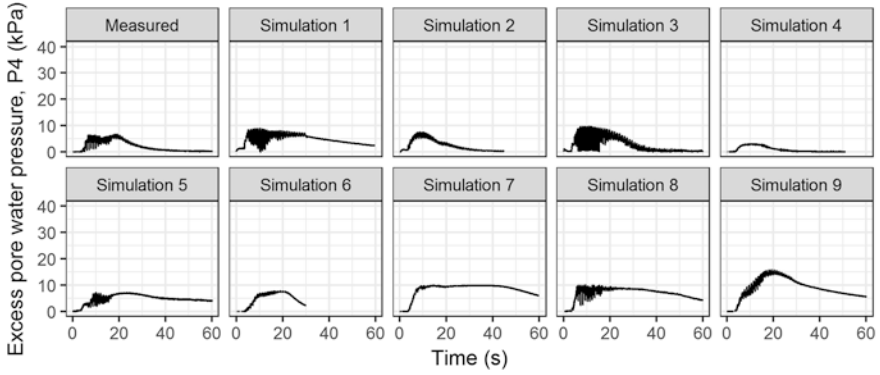 Excess pore water pressure, P4 (kPa)
Measured Simulation 1 Simulation 2 Simulation 3 Simulation 4
40
30
20
10
0
Simulation 5 Simulation 6 Simulation 7 Simulation 8 Simulation 9
40
30
20
10
0
0 20 40 60 0 20 40 60 0 20 40 60 0 20 40 60 0 20 40 60
Time (s)